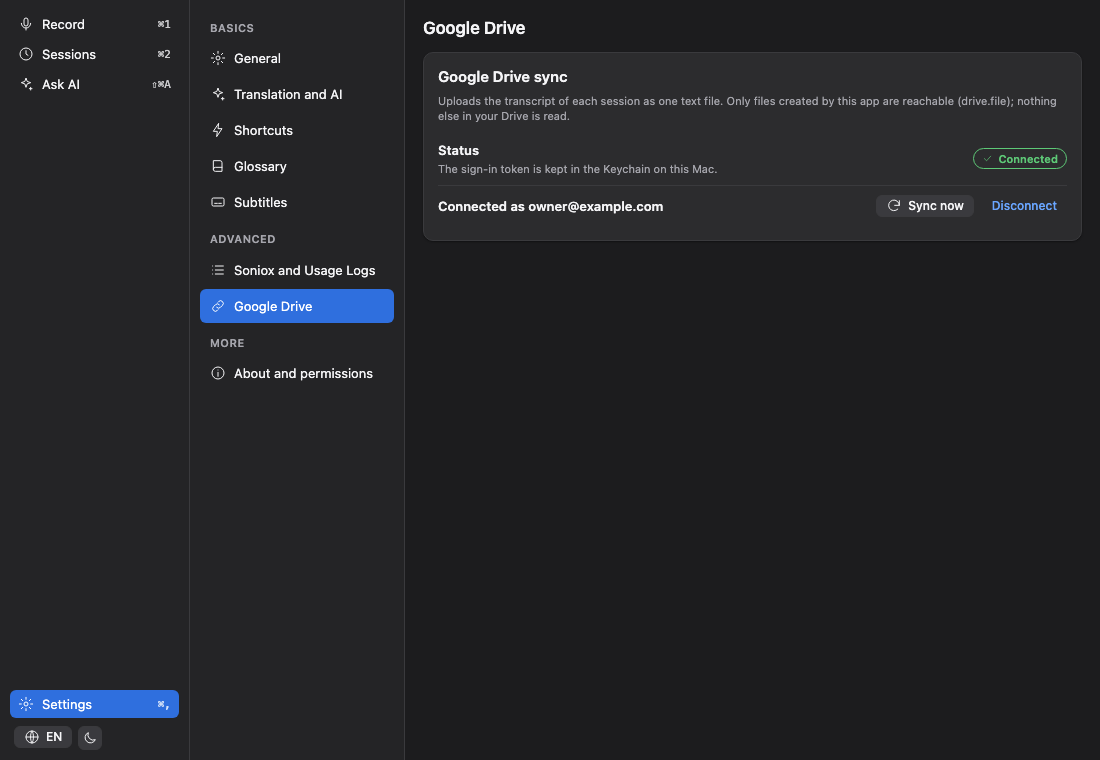 Record ⌘1
Sessions ⌘2
Ask AI ⇧⌘A
Settings ⌘,
EN
BASICS
General
Translation and AI
Shortcuts
Glossary
Subtitles
ADVANCED
Soniox and Usage Logs
Google Drive
MORE
About and permissions
Google Drive
Google Drive sync
Uploads the transcript of each session as one text file. Only files created by this app are reachable (drive.file); nothing
else in your Drive is read.
Status
The sign-in token is kept in the Keychain on this Mac.
Connected
Connected as owner@example.com
Sync now
Disconnect